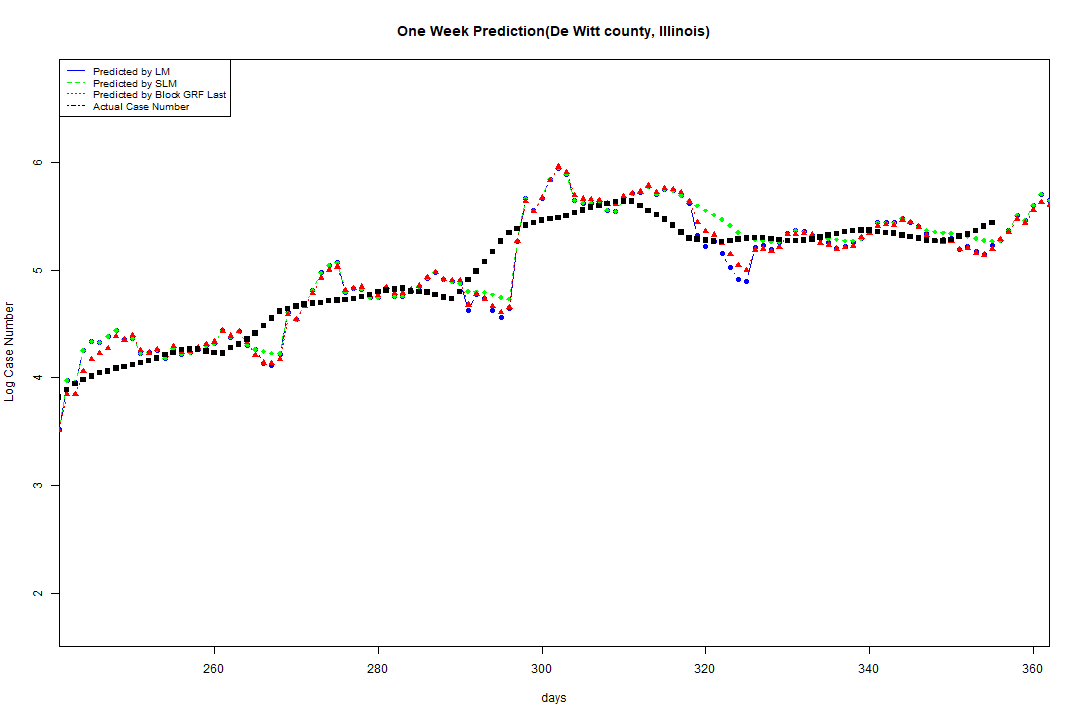 One Week Prediction(De Witt county, Illinois)
Predicted by LM
Predicted by SLM
Predicted by Block GRF Last
Actual Case Number
6
5
4
3
2
Log Case Number
260 280 300 320 340 360
days